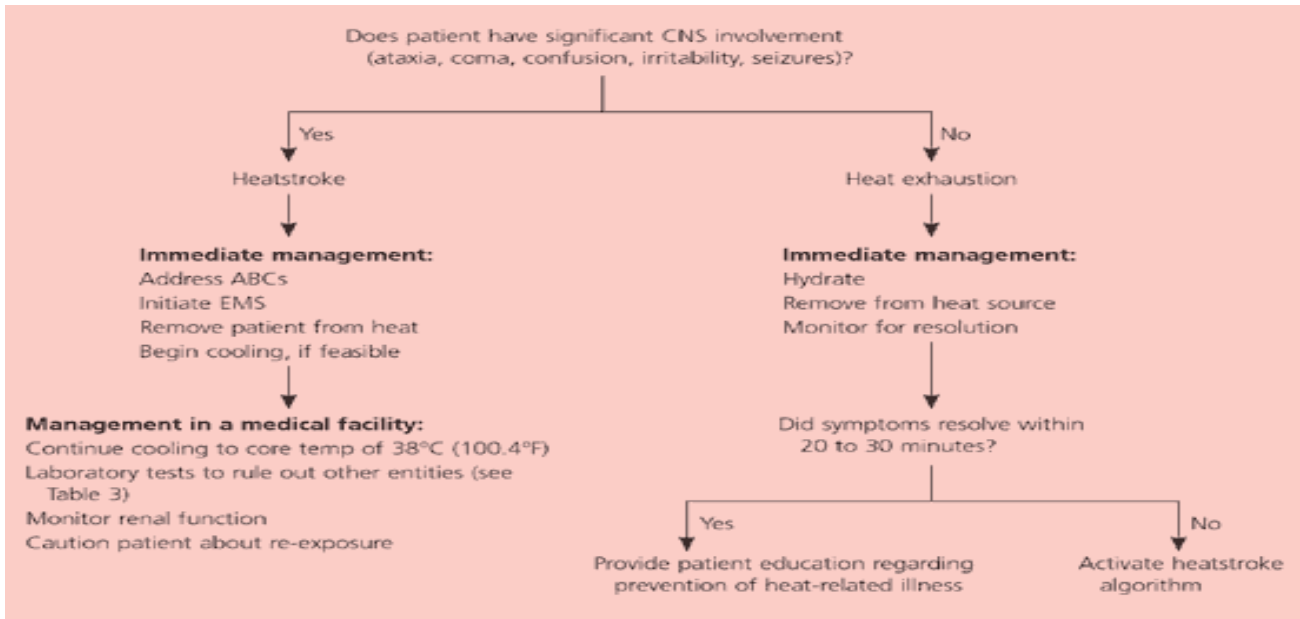 Does patient have significant CNS involvement
(ataxia, coma, confusion, irritability, seizures)?
Yes
No
Heatstroke
Heat exhaustion
Immediate management:
Address ABCs
Initiate EMS
Remove patient from heat
Begin cooling, if feasible
Immediate management:
Hydrate
Remove from heat source
Monitor for resolution
Management in a medical facility:
Continue cooling to core temp of 38°C (100.4°F)
Laboratory tests to rule out other entities (see
Table 3)
Monitor renal function
Caution patient about re-exposure
Did symptoms resolve within
20 to 30 minutes?
Yes
No
Provide patient education regarding
prevention of heat-related illness
Activate heatstroke
algorithm